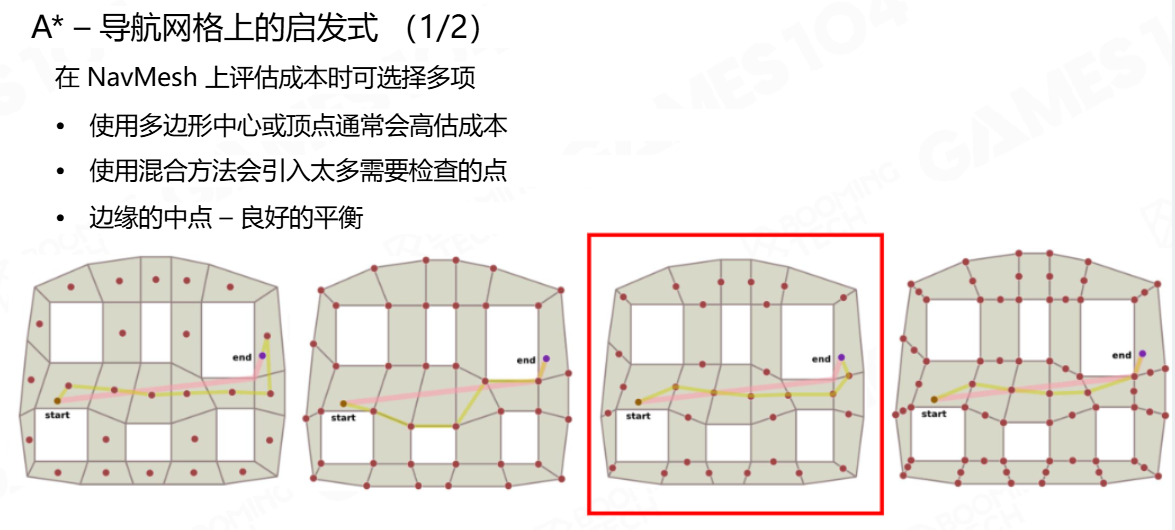 A* – 导航网格上的启发式 （1/2）
在 NavMesh 上评估成本时可选择多项
• 使用多边形中心或顶点通常会高估成本
• 使用混合方法会引入太多需要检查的点
• 边缘的中点 – 良好的平衡
end
start
end
start
end
start
end
start
GAMES104
GAMES104
BOOMING TECH